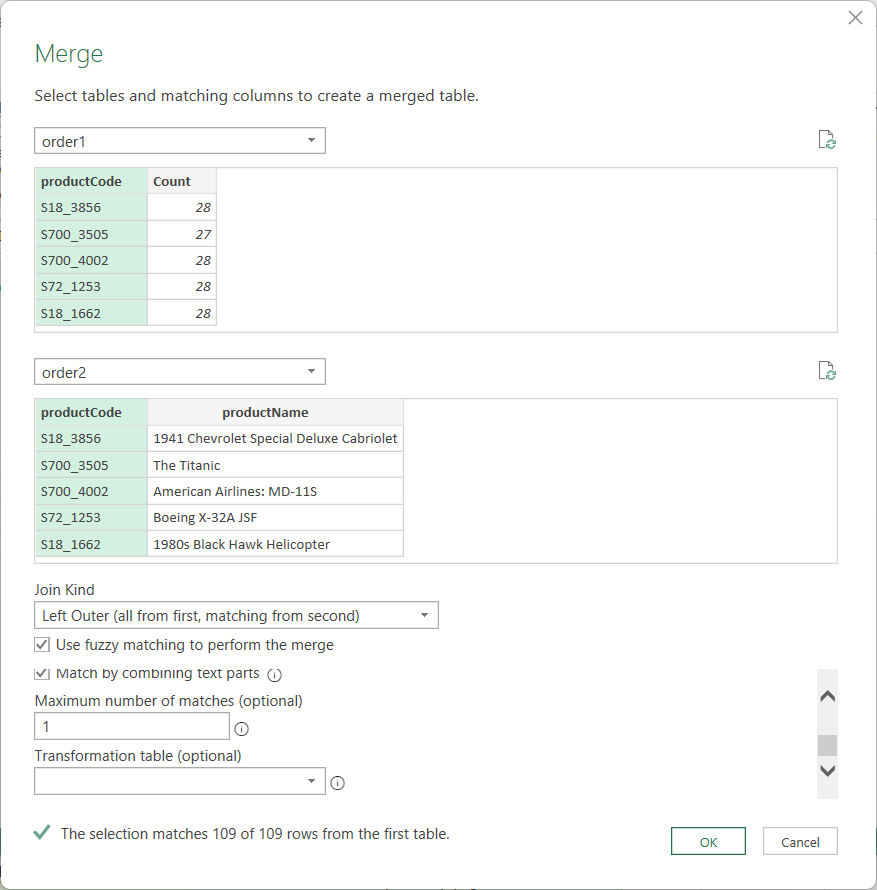 Merge
Select tables and matching columns to create a merged table.
order1
productCode Count
S18_3856 28
S700_3505 27
S700_4002 28
S72_1253 28
S18_1662 28
order2
productCode productName
S18_3856 1941 Chevrolet Special Deluxe Cabriolet
S700_3505 The Titanic
S700_4002 American Airlines: MD-11S
S72_1253 Boeing X-32A JSF
S18_1662 1980s Black Hawk Helicopter
Join Kind
Left Outer (all from first, matching from second)
Use fuzzy matching to perform the merge
Match by combining text parts
Maximum number of matches (optional)
1
Transformation table (optional)
The selection matches 109 of 109 rows from the first table.
OK Cancel